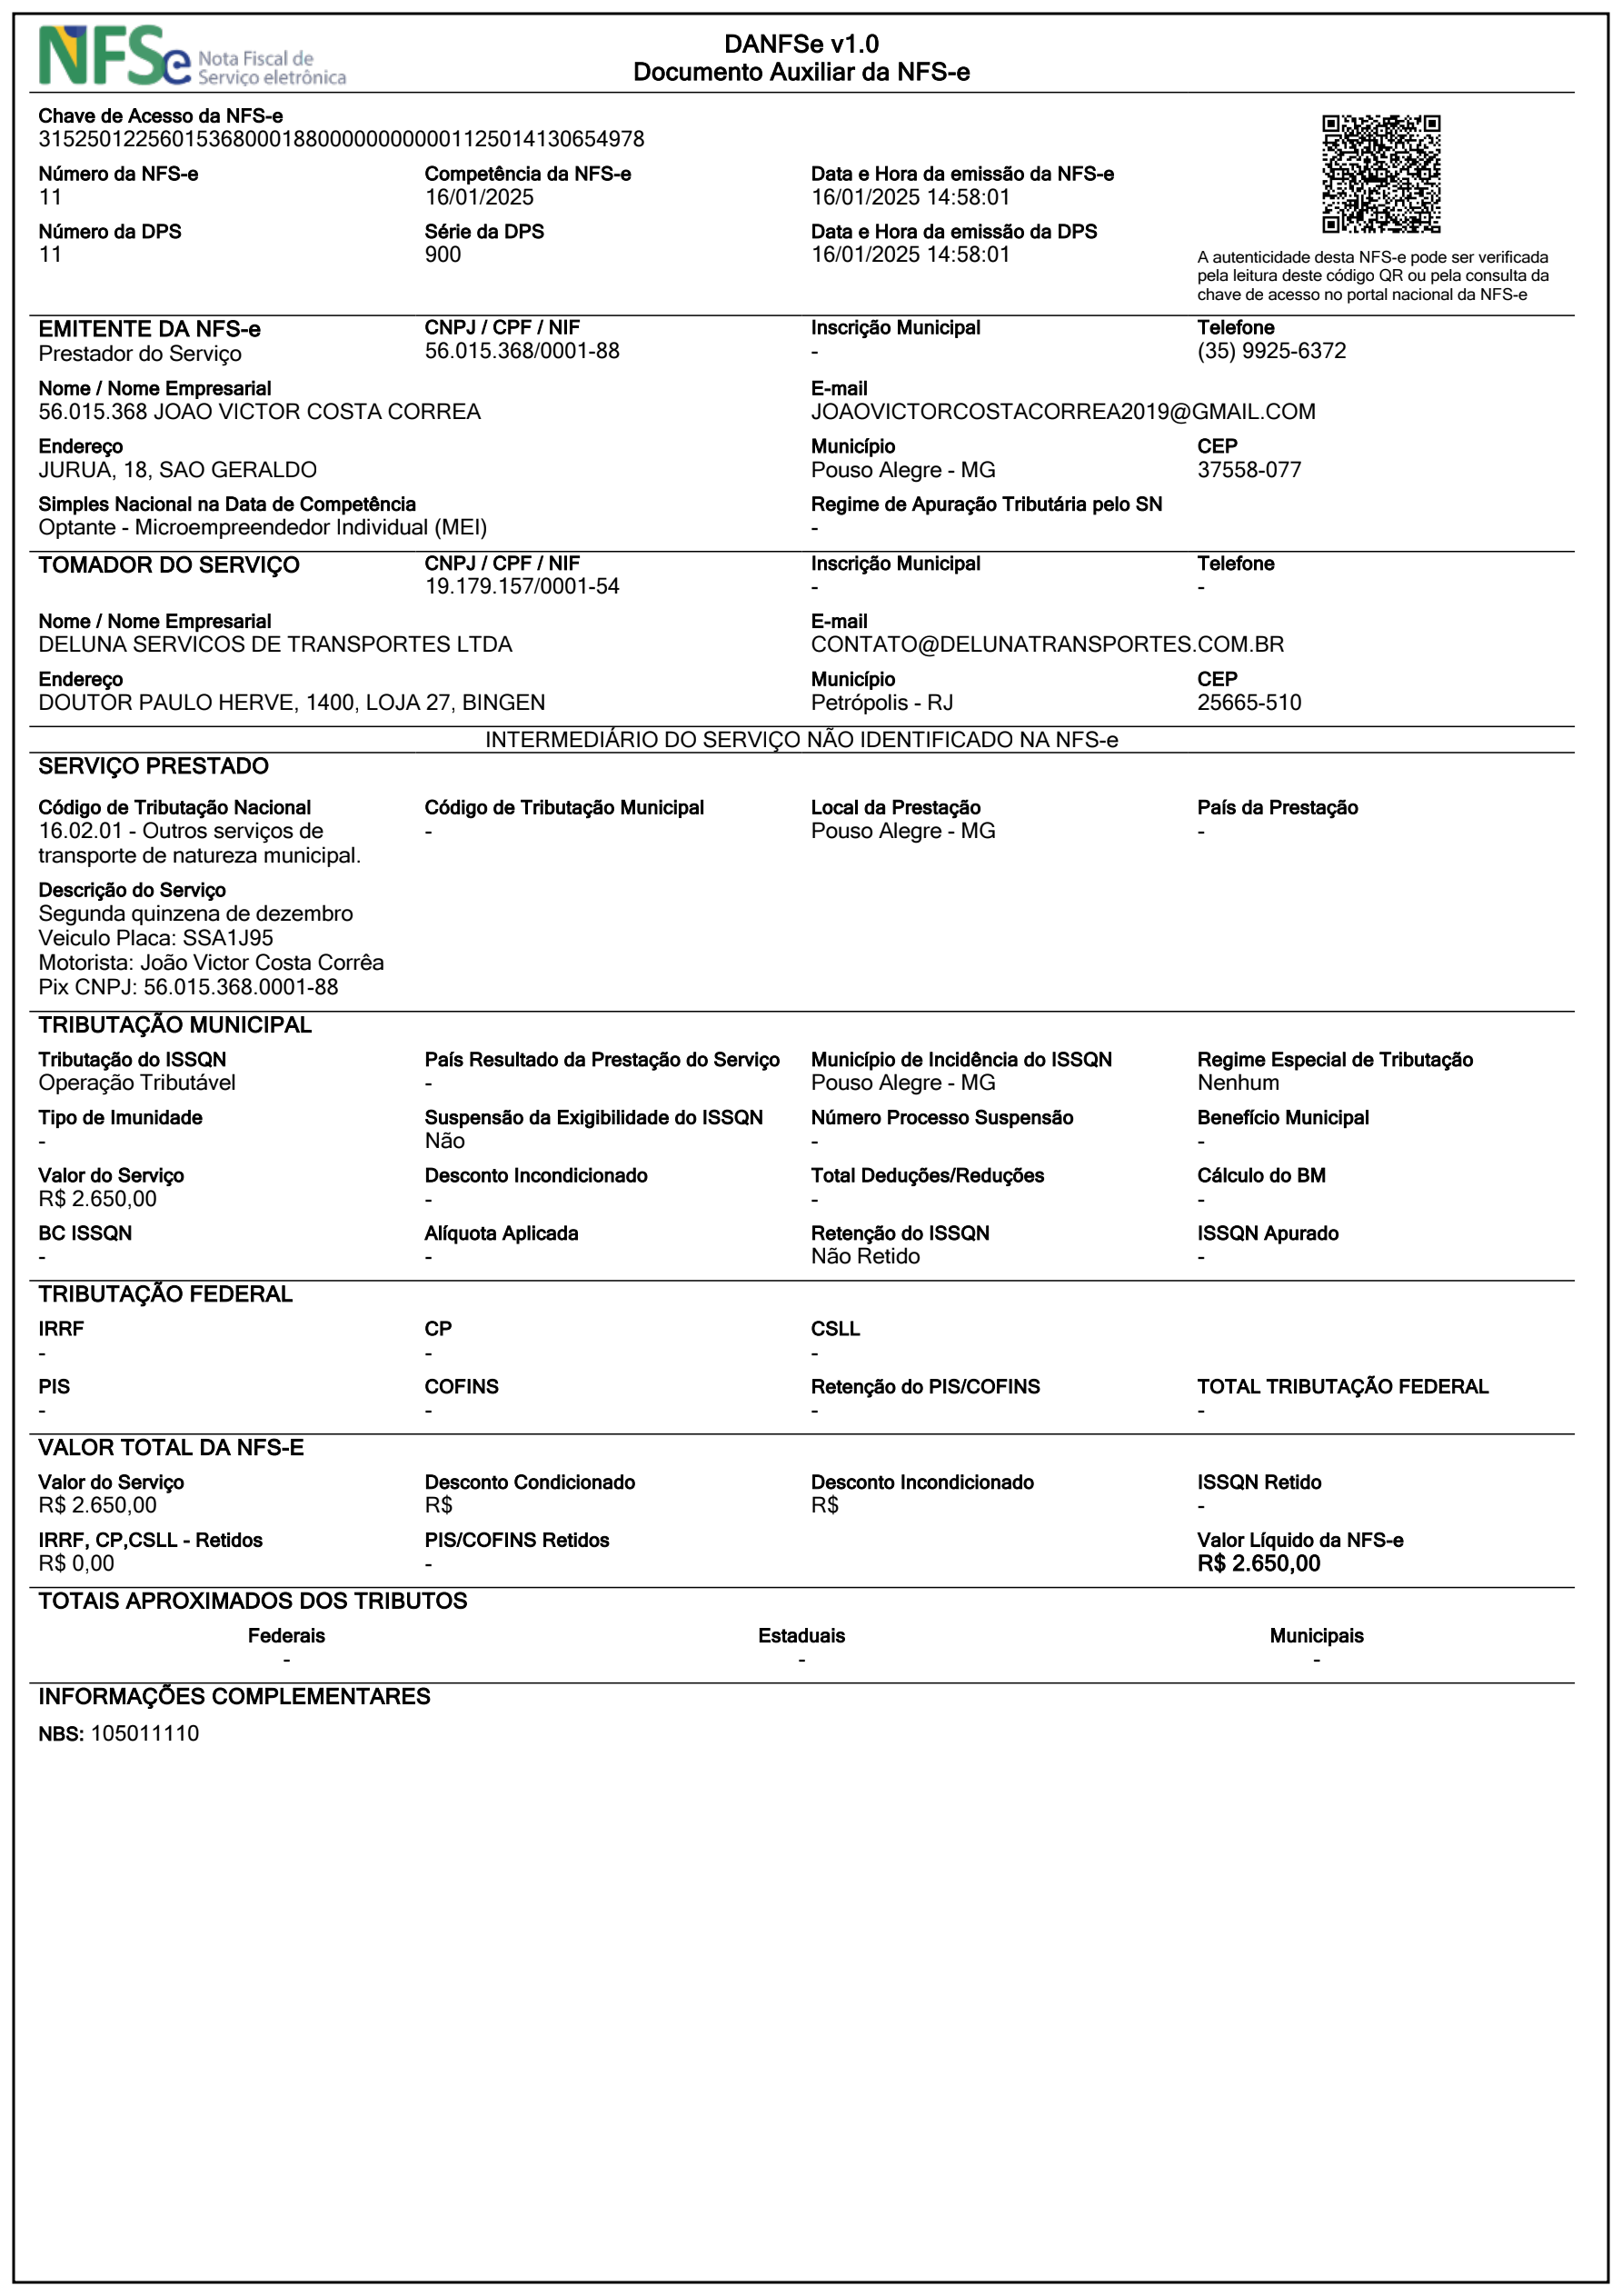 NFSe Nota Fiscal de
Serviço eletrônica
DANFSe v1.0
Documento Auxiliar da NFS-e
Chave de Acesso da NFS-e
31525012256015368000188000000000001125014130654978
Número da NFS-e Competência da NFS-e Data e Hora da emissão da NFS-e
11 16/01/2025 16/01/2025 14:58:01
Número da DPS Série da DPS Data e Hora da emissão da DPS
11 900 16/01/2025 14:58:01
A autenticidade desta NFS-e pode ser verificada
pela leitura deste código QR ou pela consulta da
chave de acesso no portal nacional da NFS-e
EMITENTE DA NFS-e CNPJ / CPF / NIF Inscrição Municipal Telefone
Prestador do Serviço 56.015.368/0001-88 - (35) 9925-6372
Nome / Nome Empresarial E-mail
56.015.368 JOAO VICTOR COSTA CORREA JOAOVICTORCOSTACORREA2019@GMAIL.COM
Endereço Município CEP
JURUA, 18, SAO GERALDO Pouso Alegre - MG 37558-077
Simples Nacional na Data de Competência Regime de Apuração Tributária pelo SN
Optante - Microempreendedor Individual (MEI) -
TOMADOR DO SERVIÇO CNPJ / CPF / NIF Inscrição Municipal Telefone
19.179.157/0001-54 - -
Nome / Nome Empresarial E-mail
DELUNA SERVICOS DE TRANSPORTES LTDA CONTATO@DELUNATRANSPORTES.COM.BR
Endereço Município CEP
DOUTOR PAULO HERVE, 1400, LOJA 27, BINGEN Petrópolis - RJ 25665-510
INTERMEDIÁRIO DO SERVIÇO NÃO IDENTIFICADO NA NFS-e
SERVIÇO PRESTADO
Código de Tributação Nacional Código de Tributação Municipal Local da Prestação País da Prestação
16.02.01 - Outros serviços de - Pouso Alegre - MG -
transporte de natureza municipal.
Descrição do Serviço
Segunda quinzena de dezembro
Veiculo Placa: SSA1J95
Motorista: João Victor Costa Corrêa
Pix CNPJ: 56.015.368.0001-88
TRIBUTAÇÃO MUNICIPAL
Tributação do ISSQN País Resultado da Prestação do Serviço Município de Incidência do ISSQN Regime Especial de Tributação
Operação Tributável - Pouso Alegre - MG Nenhum
Tipo de Imunidade Suspensão da Exigibilidade do ISSQN Número Processo Suspensão Benefício Municipal
- Não - -
Valor do Serviço Desconto Incondicionado Total Deduções/Reduções Cálculo do BM
R$ 2.650,00 - - -
BC ISSQN Alíquota Aplicada Retenção do ISSQN ISSQN Apurado
- - Não Retido -
TRIBUTAÇÃO FEDERAL
IRRF CP CSLL
- - -
PIS COFINS Retenção do PIS/COFINS TOTAL TRIBUTAÇÃO FEDERAL
- - - -
VALOR TOTAL DA NFS-E
Valor do Serviço Desconto Condicionado Desconto Incondicionado ISSQN Retido
R$ 2.650,00 R$ R$ -
IRRF, CP,CSLL - Retidos PIS/COFINS Retidos Valor Líquido da NFS-e
R$ 0,00 - R$ 2.650,00
TOTAIS APROXIMADOS DOS TRIBUTOS
Federais Estaduais Municipais
- - -
INFORMAÇÕES COMPLEMENTARES
NBS: 105011110